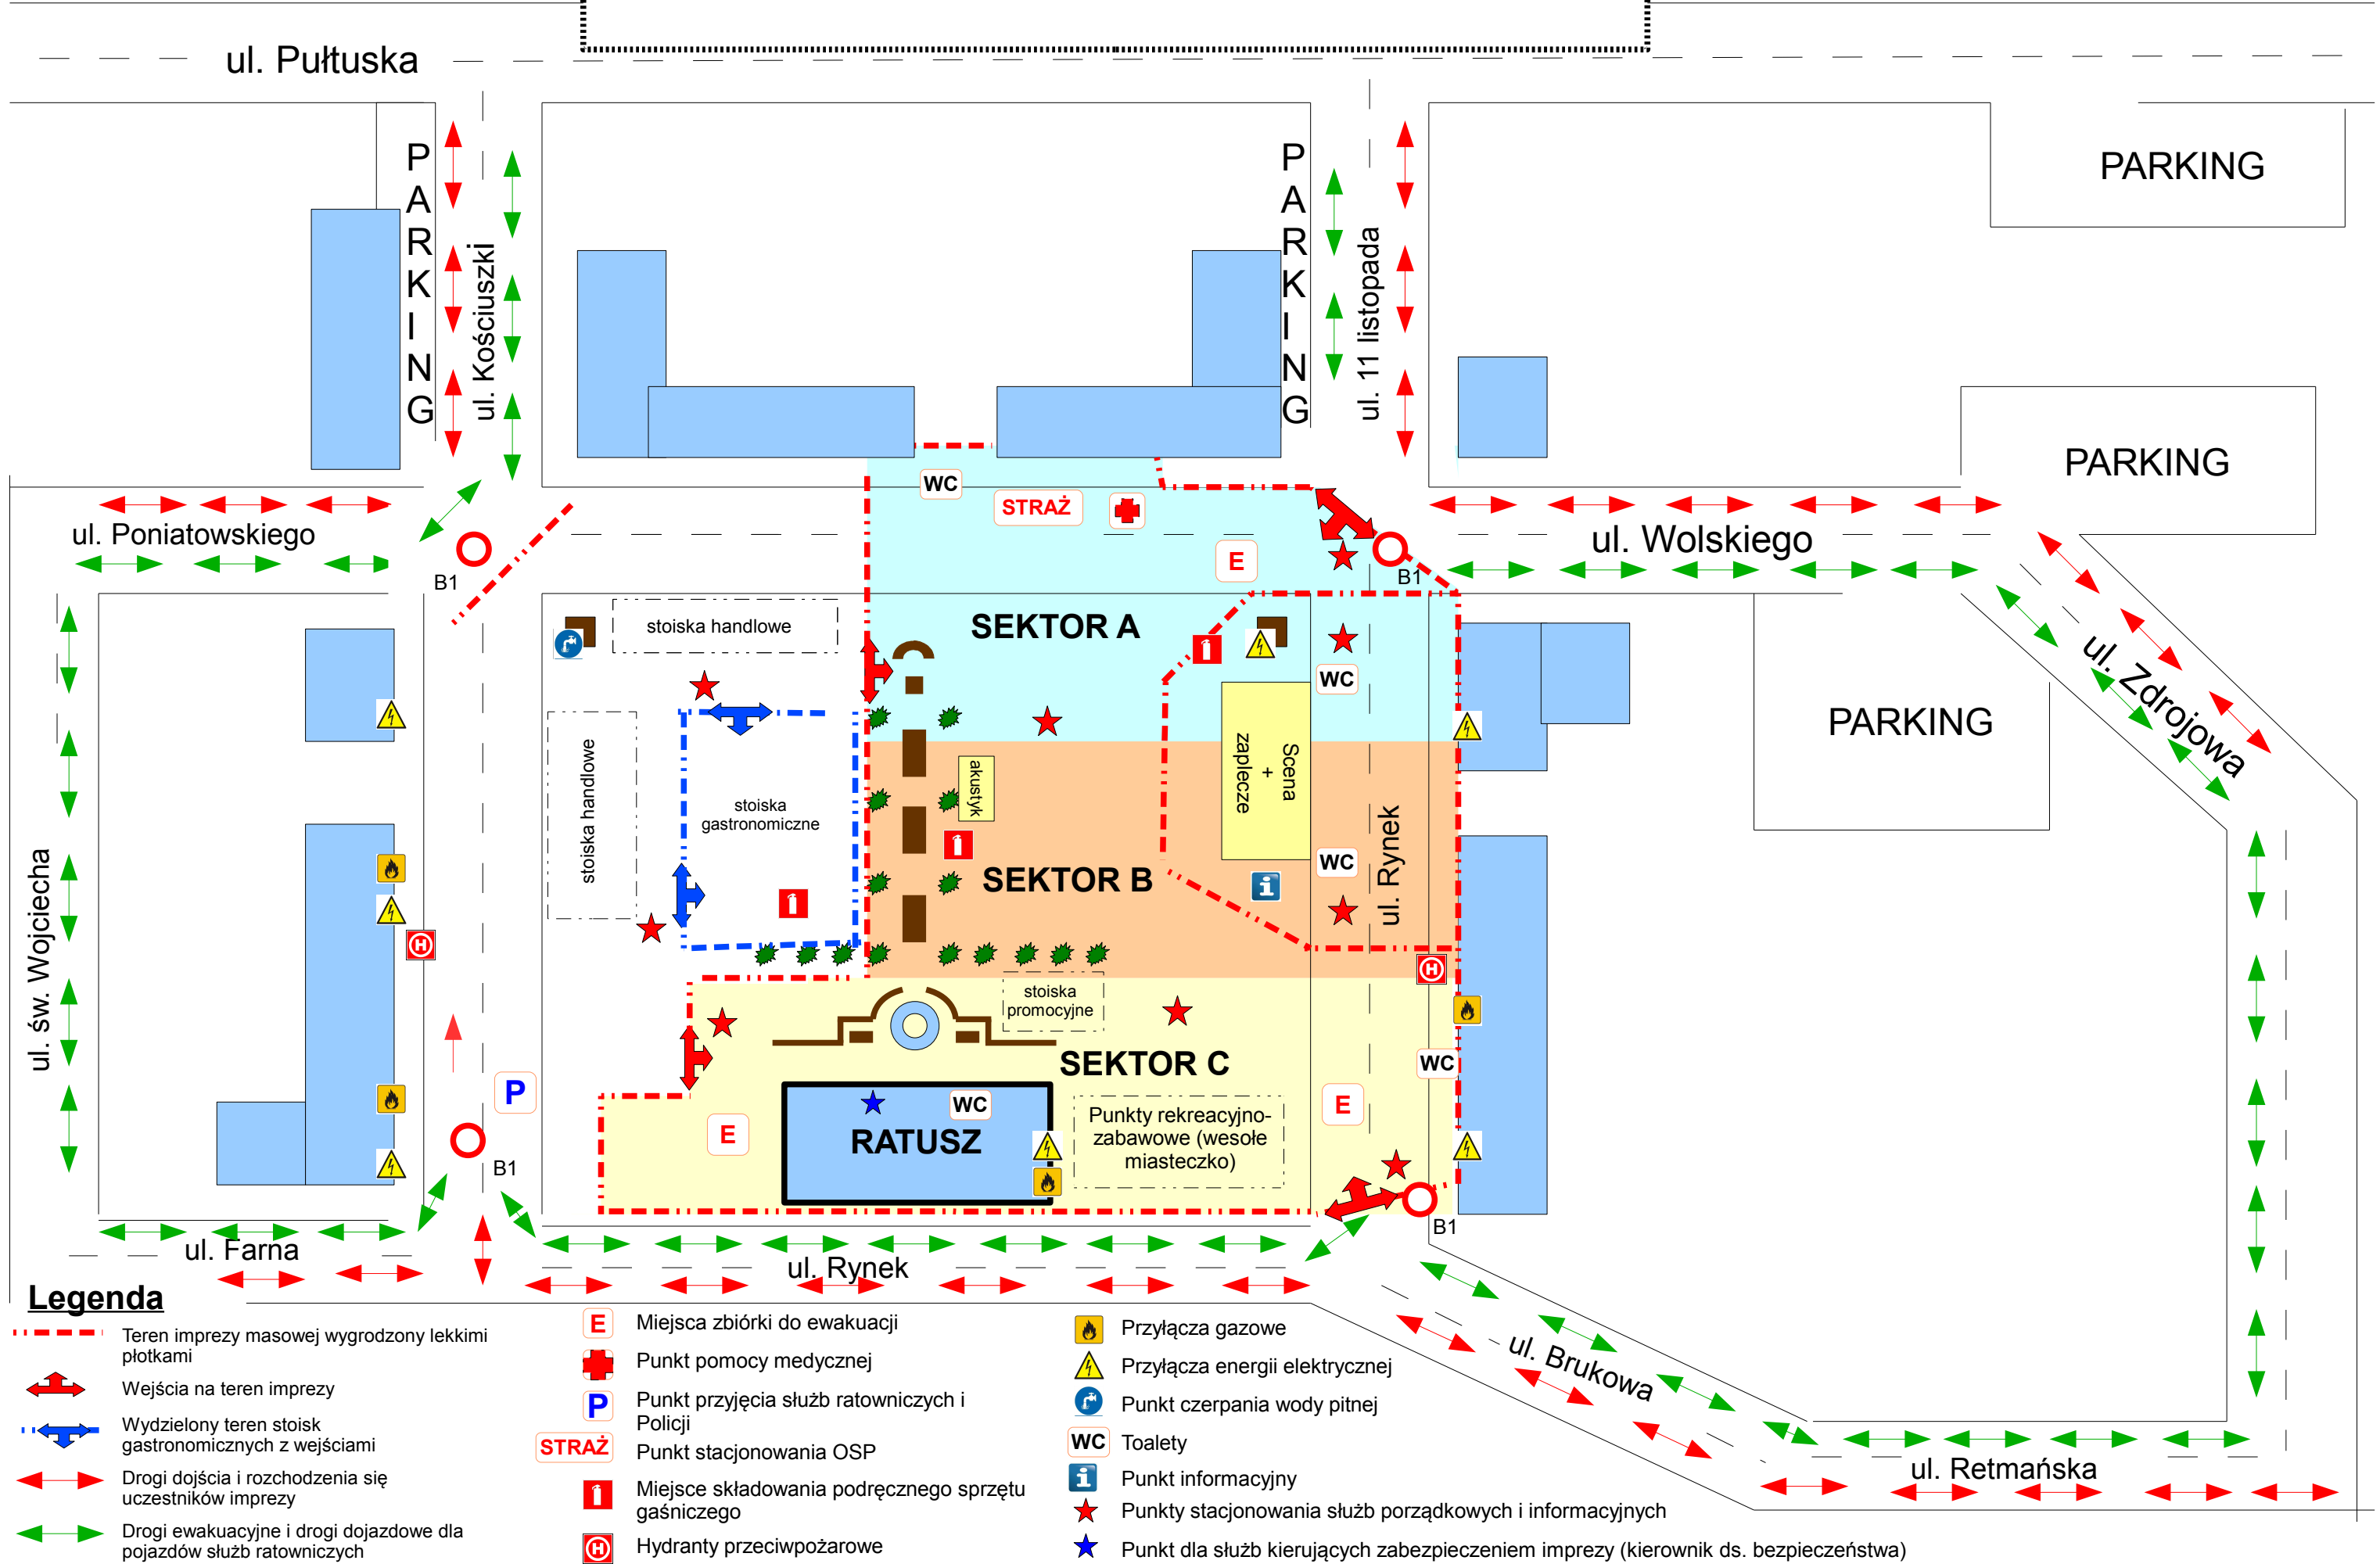 ul. Pułtuska
PARKING
ul. Kościuszki
PARKING
ul. 11 listopada
PARKING
PARKING
PARKING
ul. Poniatowskiego
B1
WC
STRAŻ
E
B1
ul. Wolskiego
ul. Zdrojowa
stoiska handlowe
SEKTOR A
WC
stoiska handlowe
stoiska
gastronomiczne
akustyk
Scena
+
zaplecze
WC
ul. Rynek
SEKTOR B
ul. św. Wojciecha
H
H
stoiska
promocyjne
SEKTOR C
WC
P
B1
E
WC
RATUSZ
Punkty rekreacyjno-
zabawowe (wesołe
miasteczko)
E
B1
ul. Farna
ul. Rynek
ul. Brukowa
ul. Retmańska
Legenda
Teren imprezy masowej wygrodzony lekkimi
płotkami
Wejścia na teren imprezy
Wydzielony teren stoisk
gastronomicznych z wejściami
Drogi dojścia i rozchodzenia się
uczestników imprezy
Drogi ewakuacyjne i drogi dojazdowe dla
pojazdów służb ratowniczych
E Miejsca zbiórki do ewakuacji
Punkt pomocy medycznej
P Punkt przyjęcia służb ratowniczych i
Policji
STRAŻ Punkt stacjonowania OSP
Miejsce składowania podręcznego sprzętu
gaśniczego
H Hydranty przeciwpożarowe
Przyłącza gazowe
Przyłącza energii elektrycznej
Punkt czerpania wody pitnej
WC Toalety
i Punkt informacyjny
Punkty stacjonowania służb porządkowych i informacyjnych
Punkt dla służb kierujących zabezpieczeniem imprezy (kierownik ds. bezpieczeństwa)